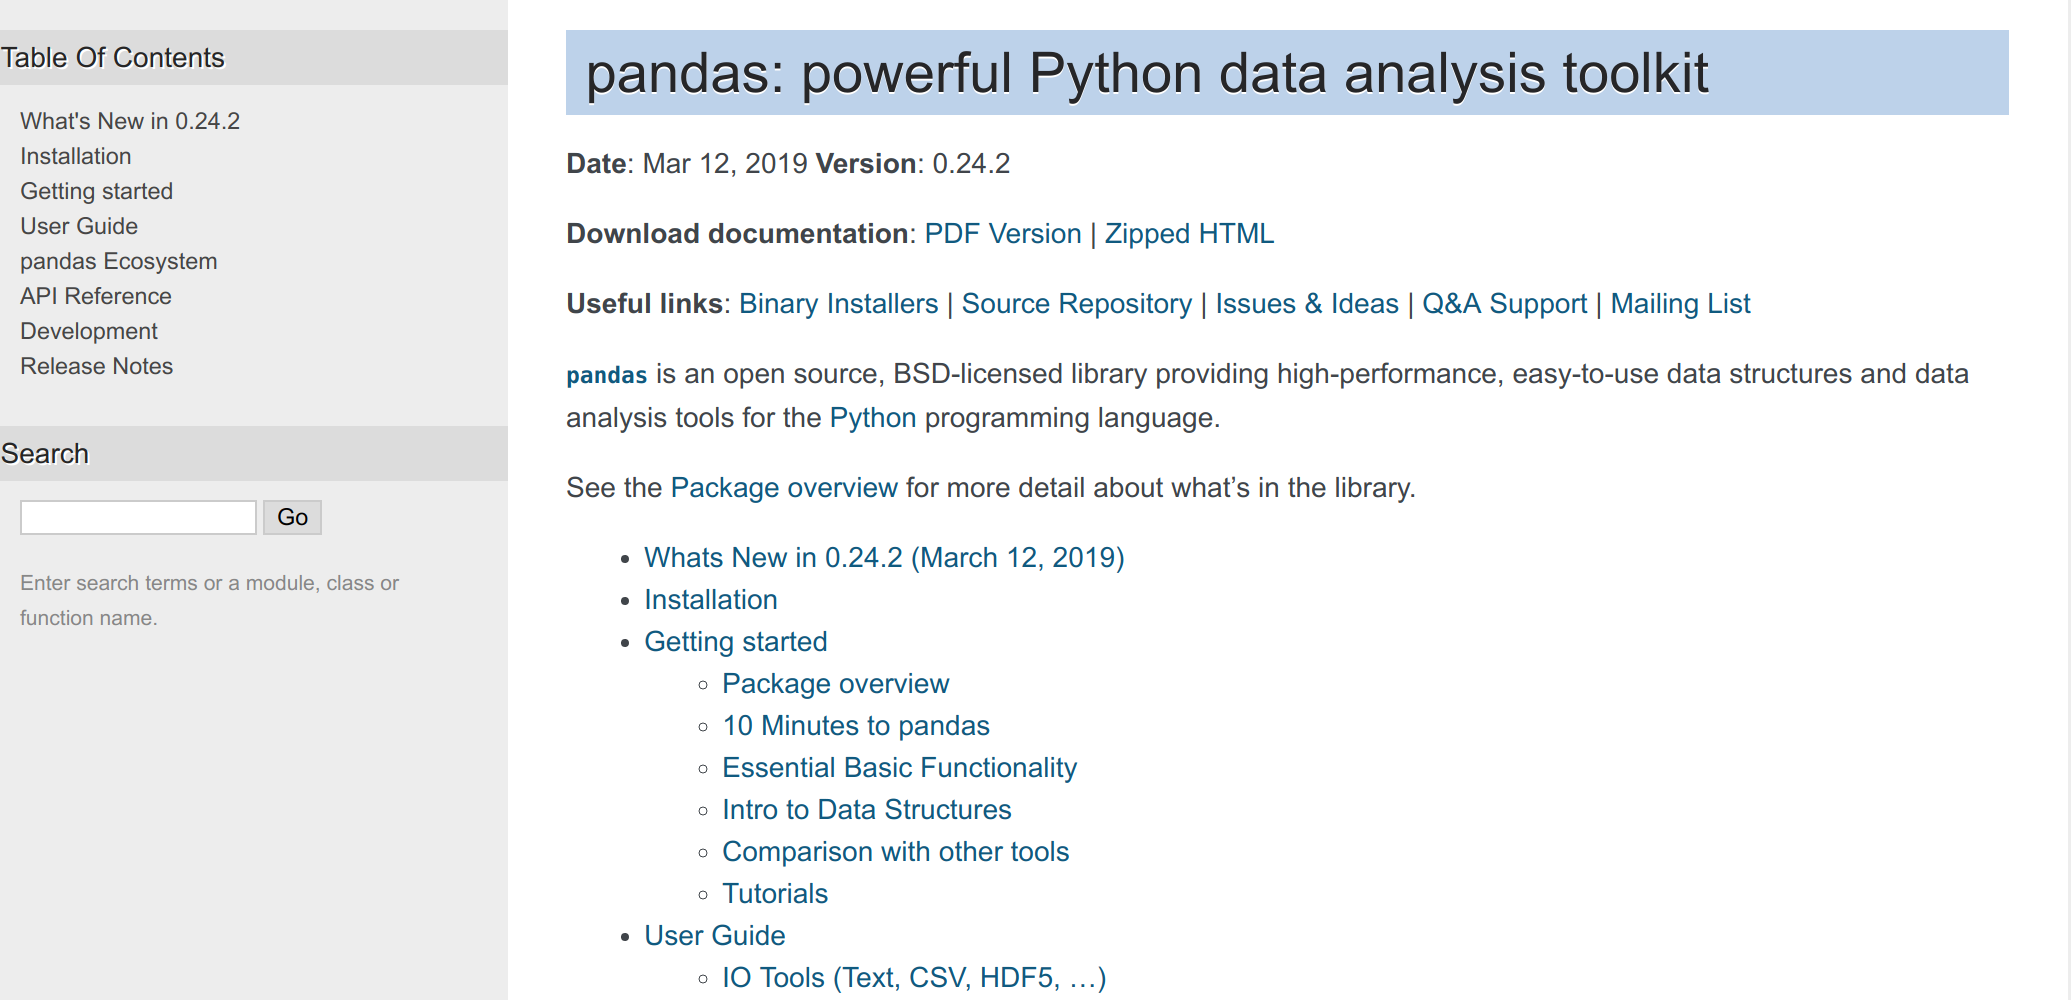 Table Of Contents
What's New in 0.24.2
Installation
Getting started
User Guide
pandas Ecosystem
API Reference
Development
Release Notes
Search
Go
Enter search terms or a module, class or
function name.
pandas: powerful Python data analysis toolkit
Date: Mar 12, 2019 Version: 0.24.2
Download documentation: PDF Version | Zipped HTML
Useful links: Binary Installers | Source Repository | Issues & Ideas | Q&A Support | Mailing List
pandas is an open source, BSD-licensed library providing high-performance, easy-to-use data structures and data
analysis tools for the Python programming language.
See the Package overview for more detail about what’s in the library.
Whats New in 0.24.2 (March 12, 2019)
Installation
Getting started
Package overview
10 Minutes to pandas
Essential Basic Functionality
Intro to Data Structures
Comparison with other tools
Tutorials
User Guide
IO Tools (Text, CSV, HDF5, …)